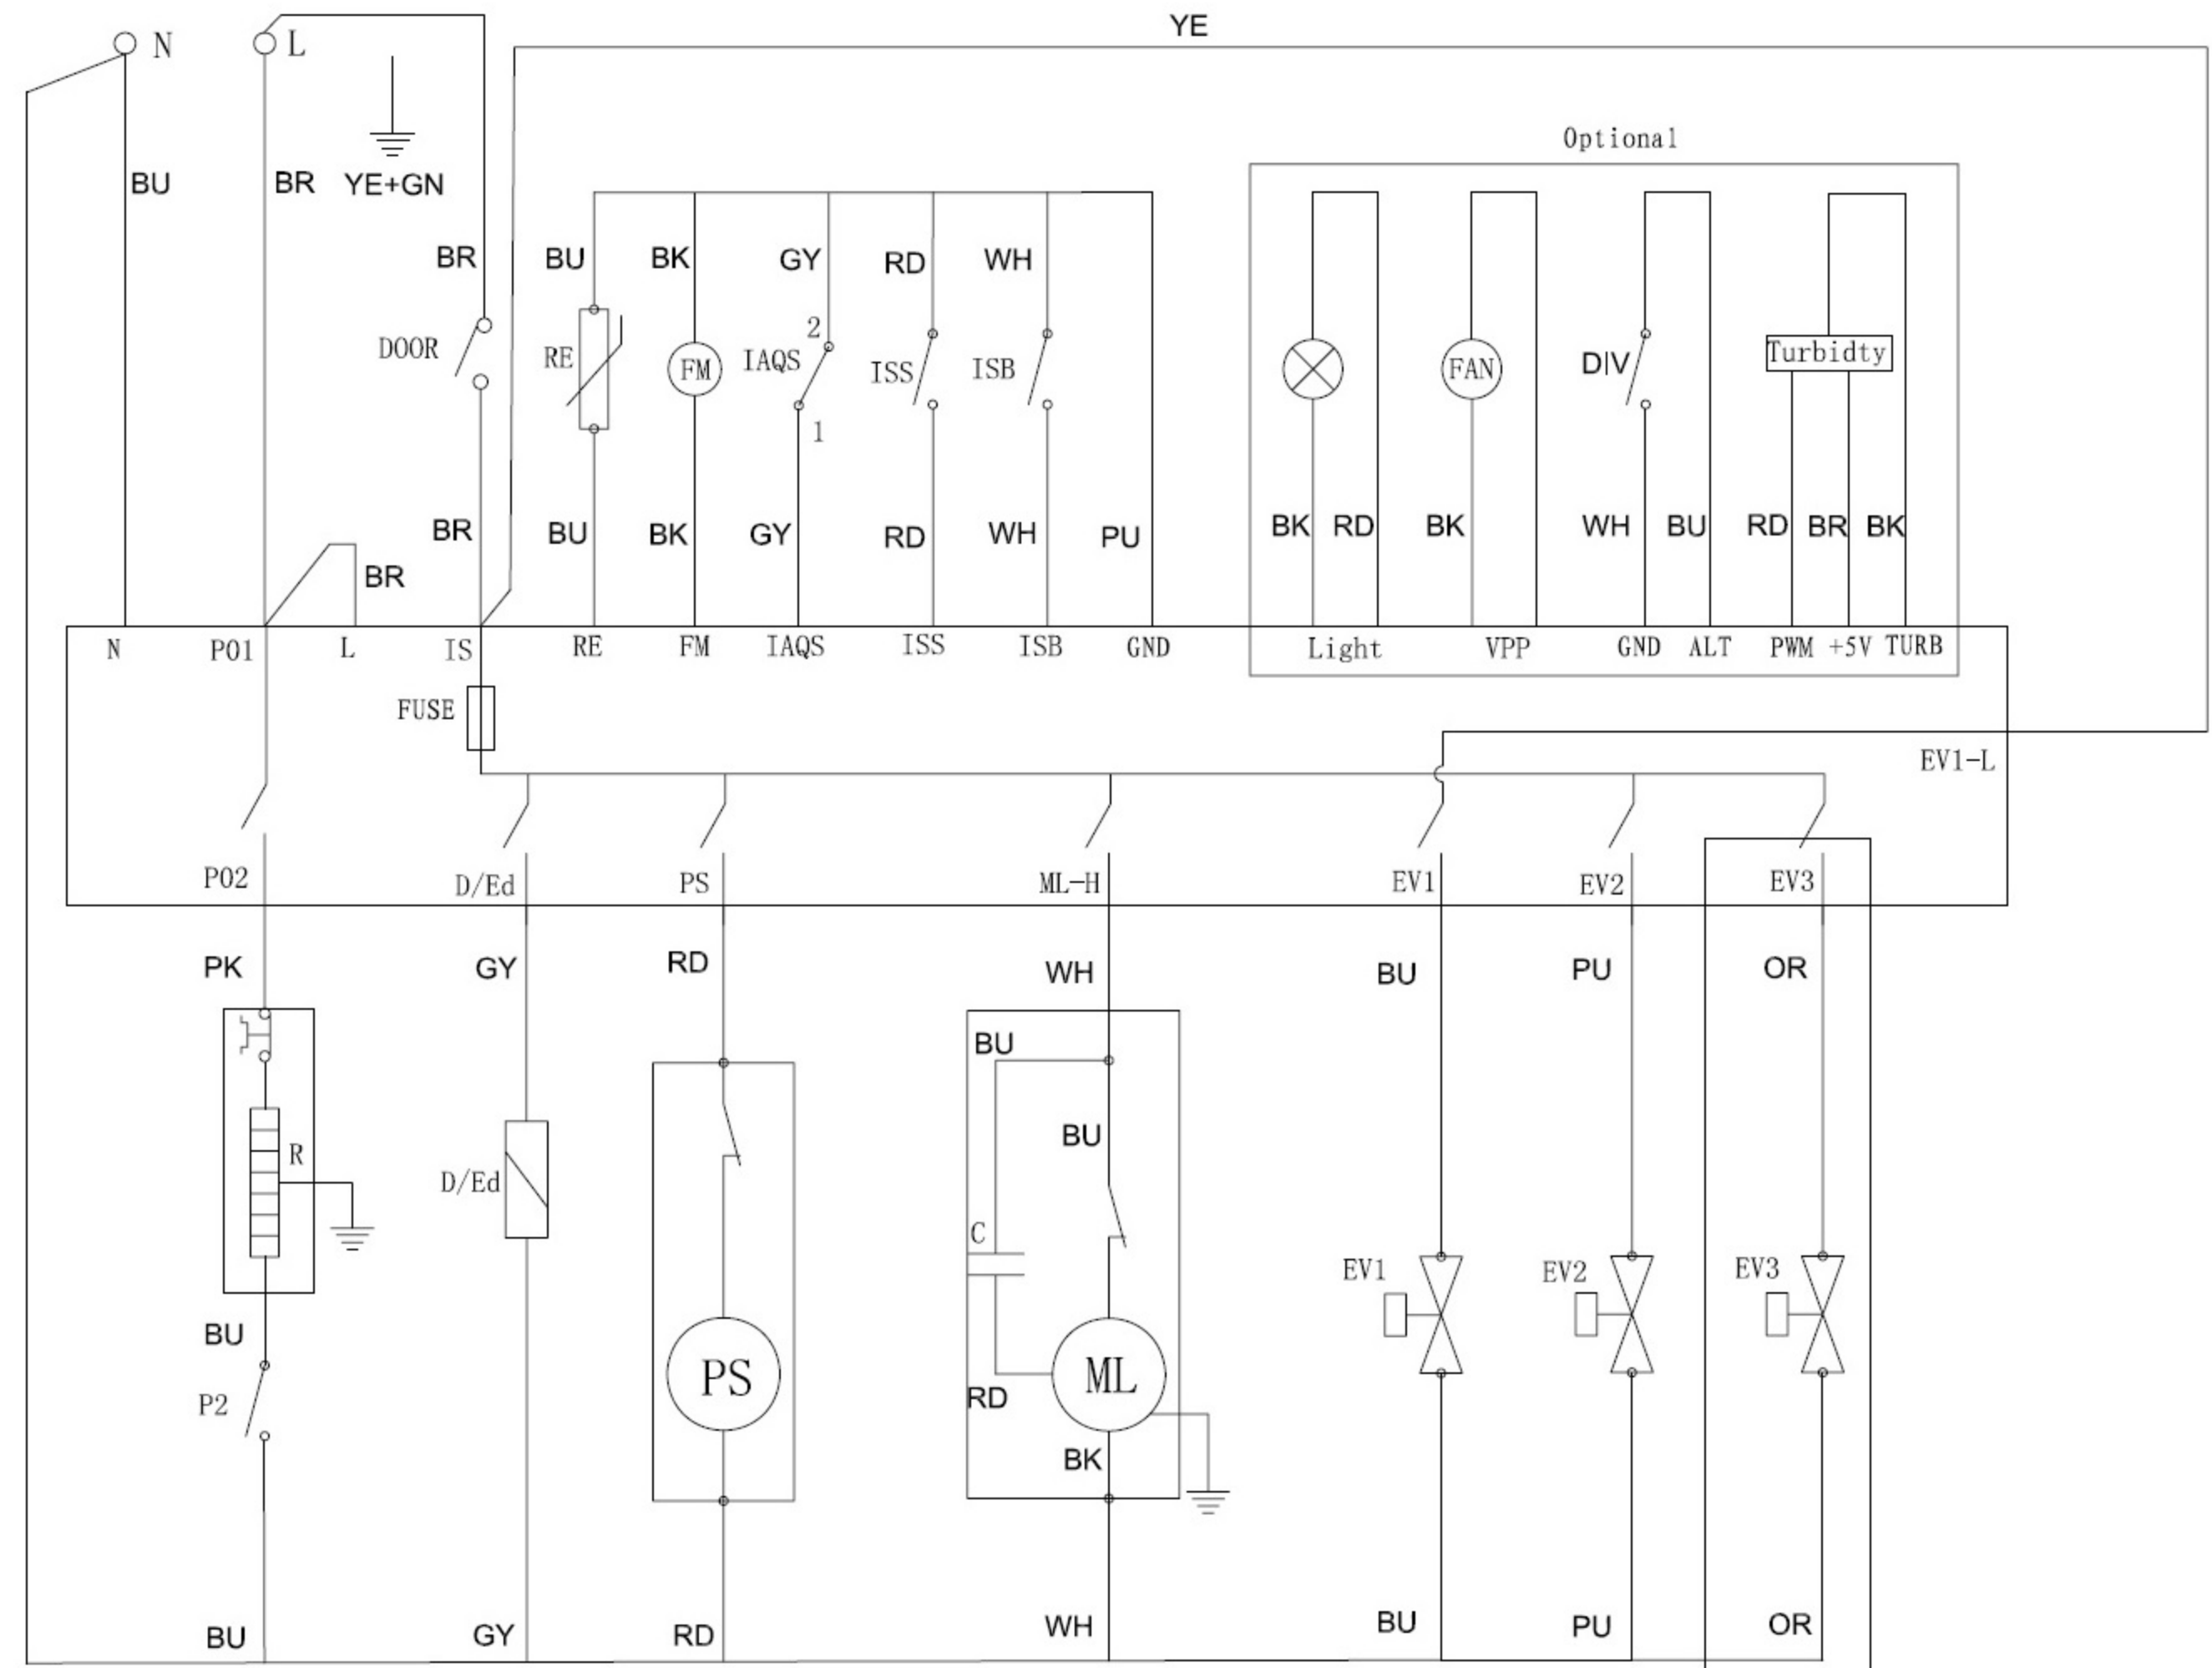 YE
N
L
Optional
BU
BR
YE+GN
BR
BU
BK
GY
RD
WH
DOOR
RE
FM
IAQS
2
1
ISS
ISB
FAN
DIV
Turbidty
BR
BU
BK
GY
RD
WH
PU
BK
RD
BK
WH
BU
RD
BR
BK
BR
N
P01
L
IS
RE
FM
IAQS
ISS
ISB
GND
Light
VPP
GND
ALT
PWM
+5V
TURB
FUSE
EV1-L
P02
D/Ed
PS
ML-H
EV1
EV2
EV3
PK
GY
RD
WH
BU
PU
OR
BU
BU
R
D/Ed
C
EV1
EV2
EV3
BU
P2
PS
ML
RD
BK
BU
GY
RD
WH
BU
PU
OR